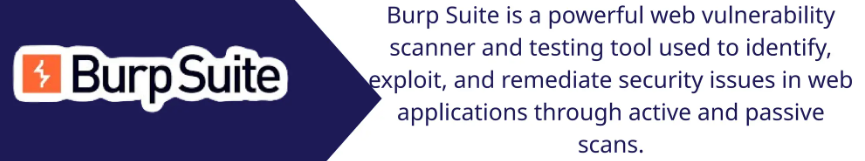 Burp Suite
Burp Suite is a powerful web vulnerability
scanner and testing tool used to identify,
exploit, and remediate security issues in web
applications through active and passive
scans.